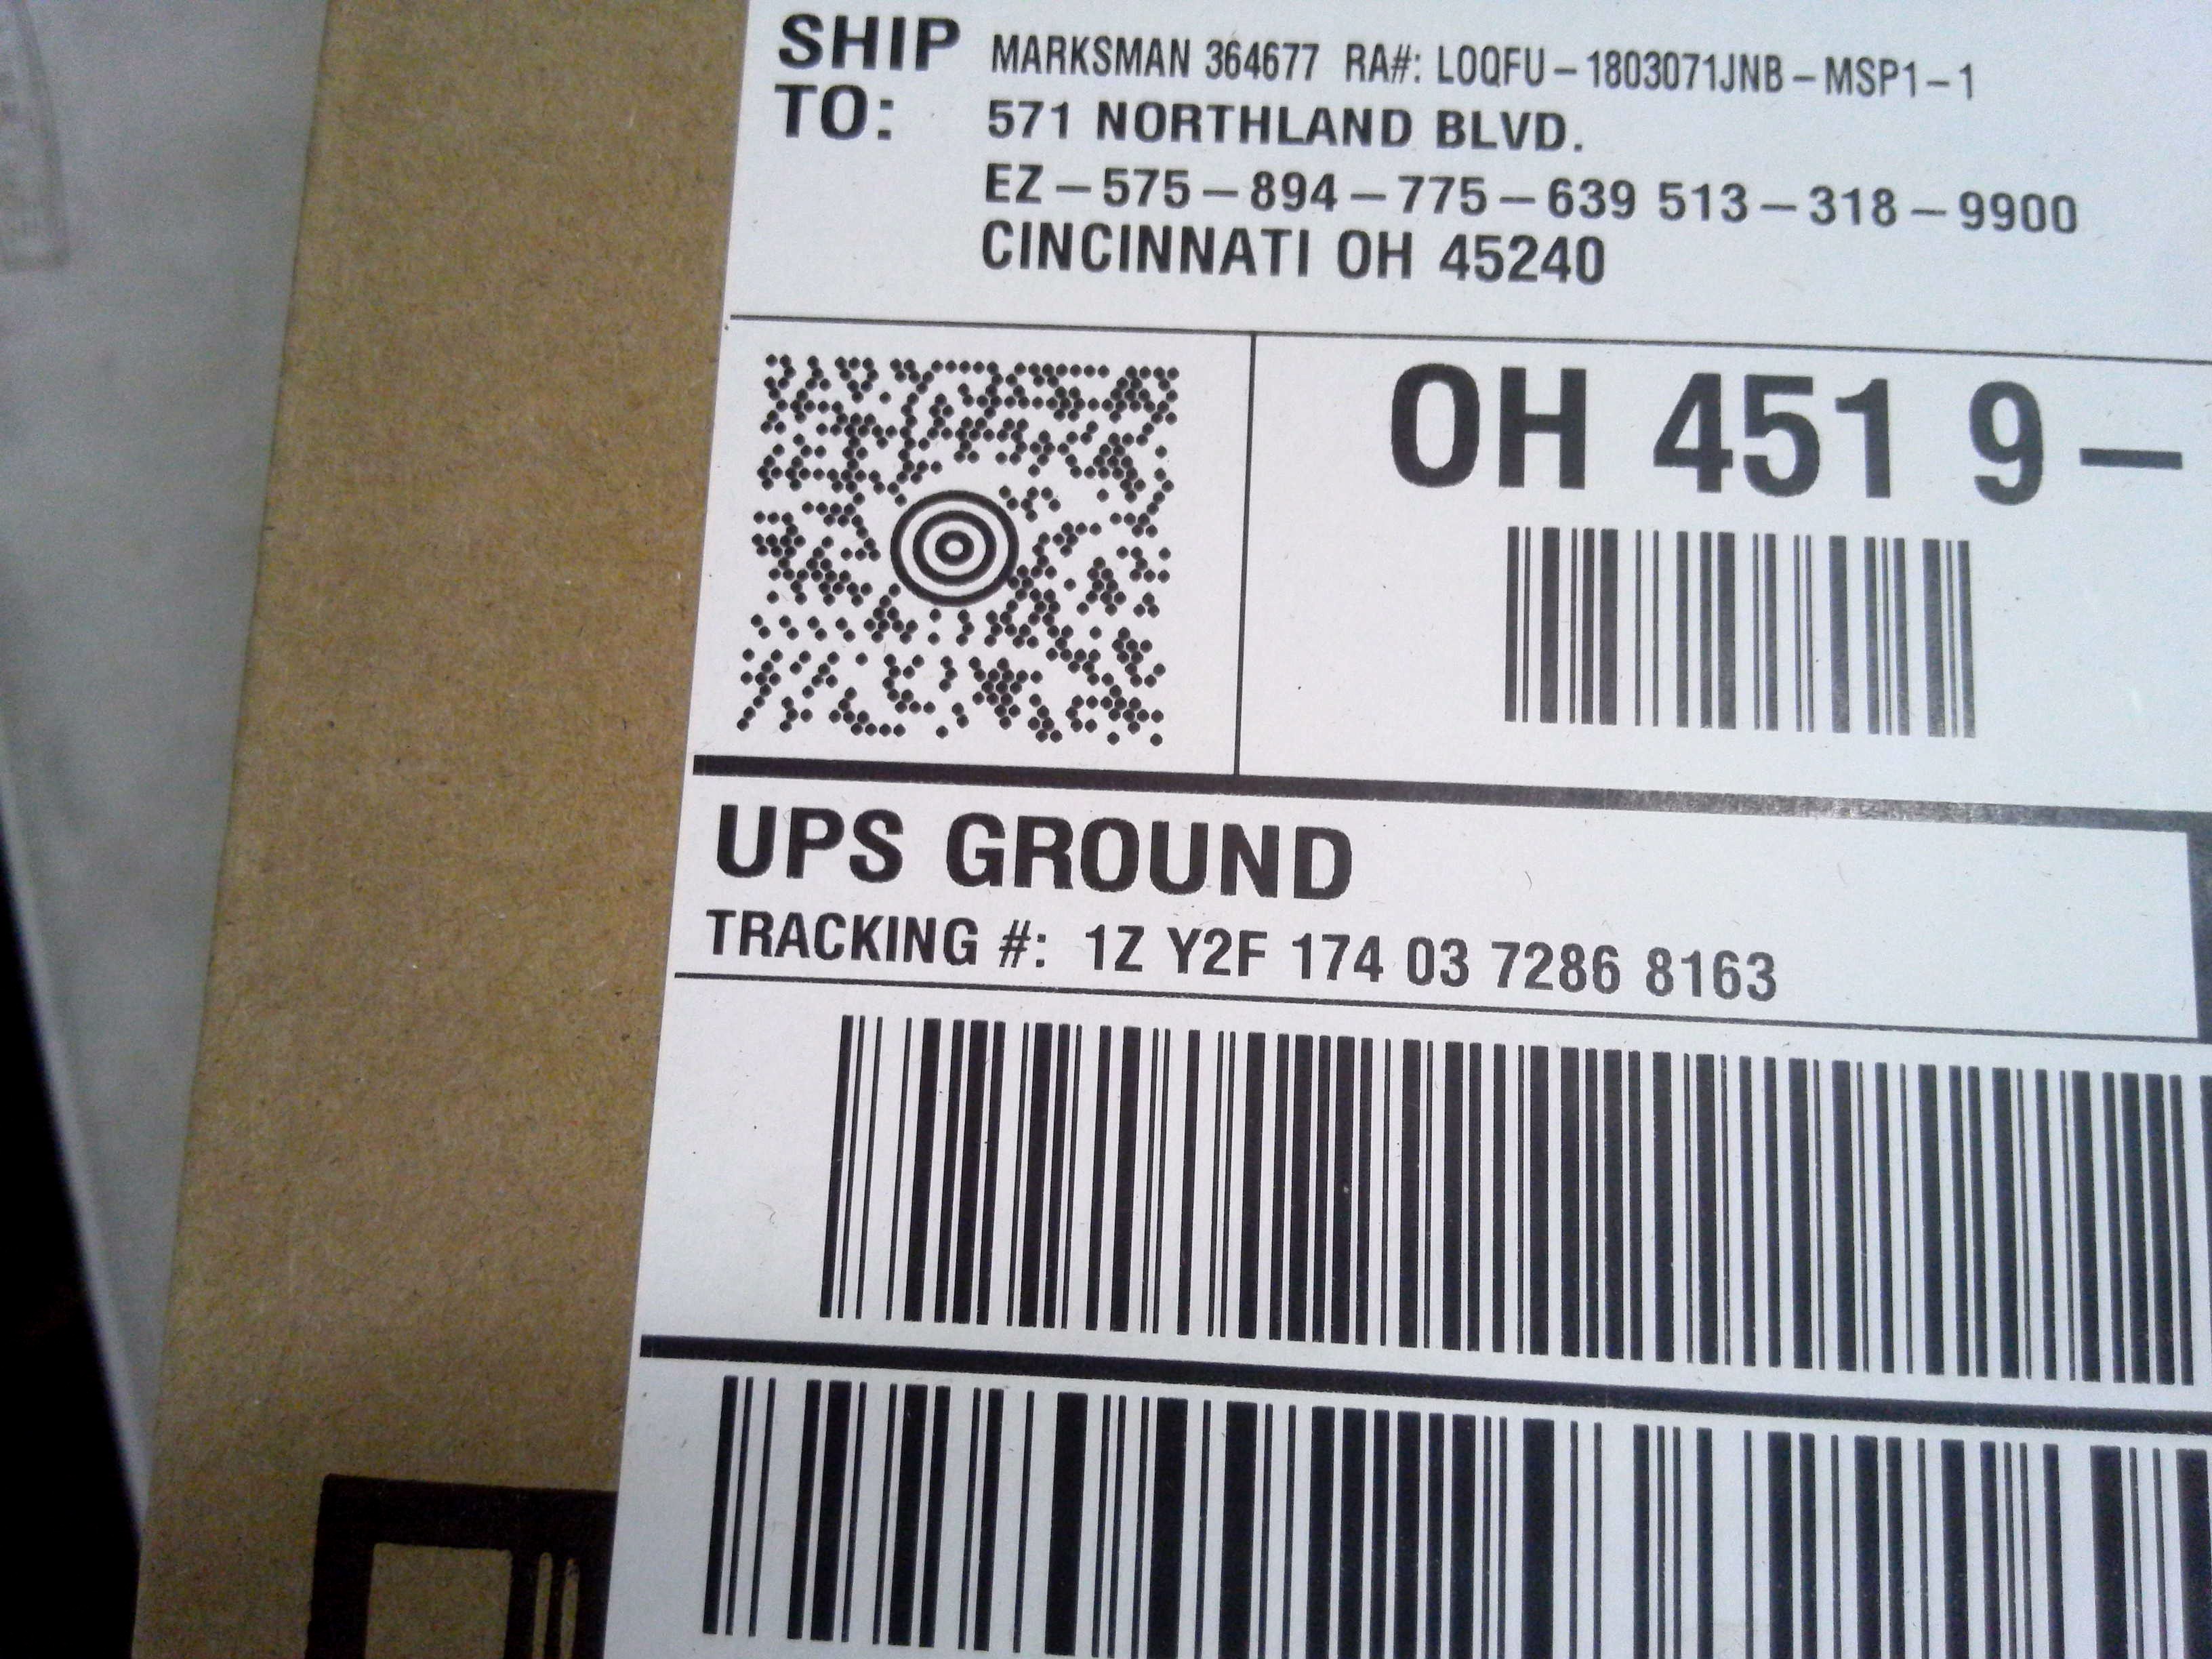 SHIP TO: MARKSMAN 364677 RA#: LOQFU-1803071JNB-MSP1-1
571 NORTHLAND BLVD.
EZ-575-894-775-639 513-318-9900
CINCINNATI OH 45240
OH 451 9-
UPS GROUND
TRACKING #: 1Z Y2F 174 03 7286 8163